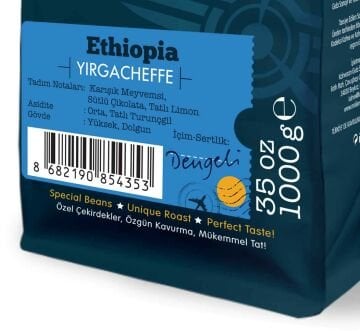 Ethiopia
YIRGACHEFFE
Tadım Notaları: Karışık Meyvemsi,
Sütlü Çikolata, Tatlı Limon
Asidite : Orta, Tatlı Turunçgil
Gövde : Yüksek, Dolgun
İçim-Sertlik:
Dengeli
8 682190 854353
35 oz
1000g e
Special Beans ★ Unique Roast ★ Perfect Taste!
Özel Çekirdekler, Özgün Kavurma, Mükemmel Tat!